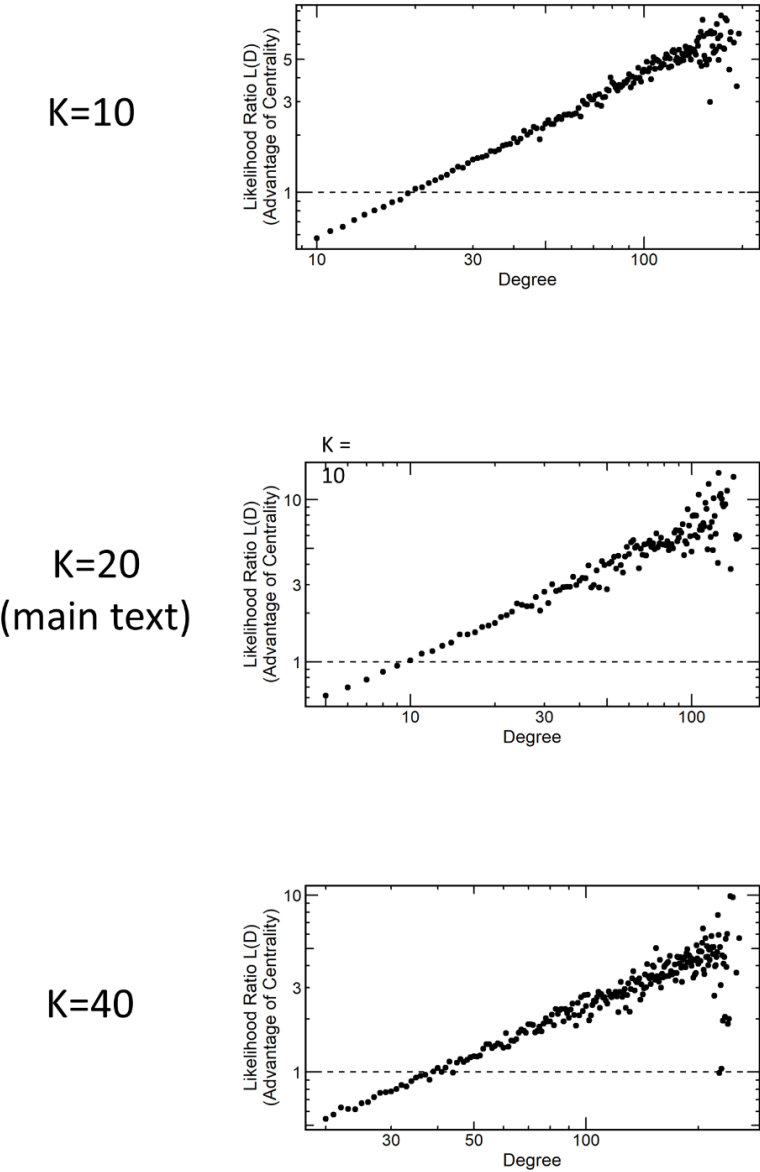 K=10
Likelihood Ratio L(D)
(Advantage of Centrality)
5
3
1
10
30
100
Degree
K=20
(main text)
K =
10
Likelihood Ratio L(D)
(Advantage of Centrality)
10
3
1
10
30
100
Degree
K=40
Likelihood Ratio L(D)
(Advantage of Centrality)
10
3
1
30
50
100
Degree